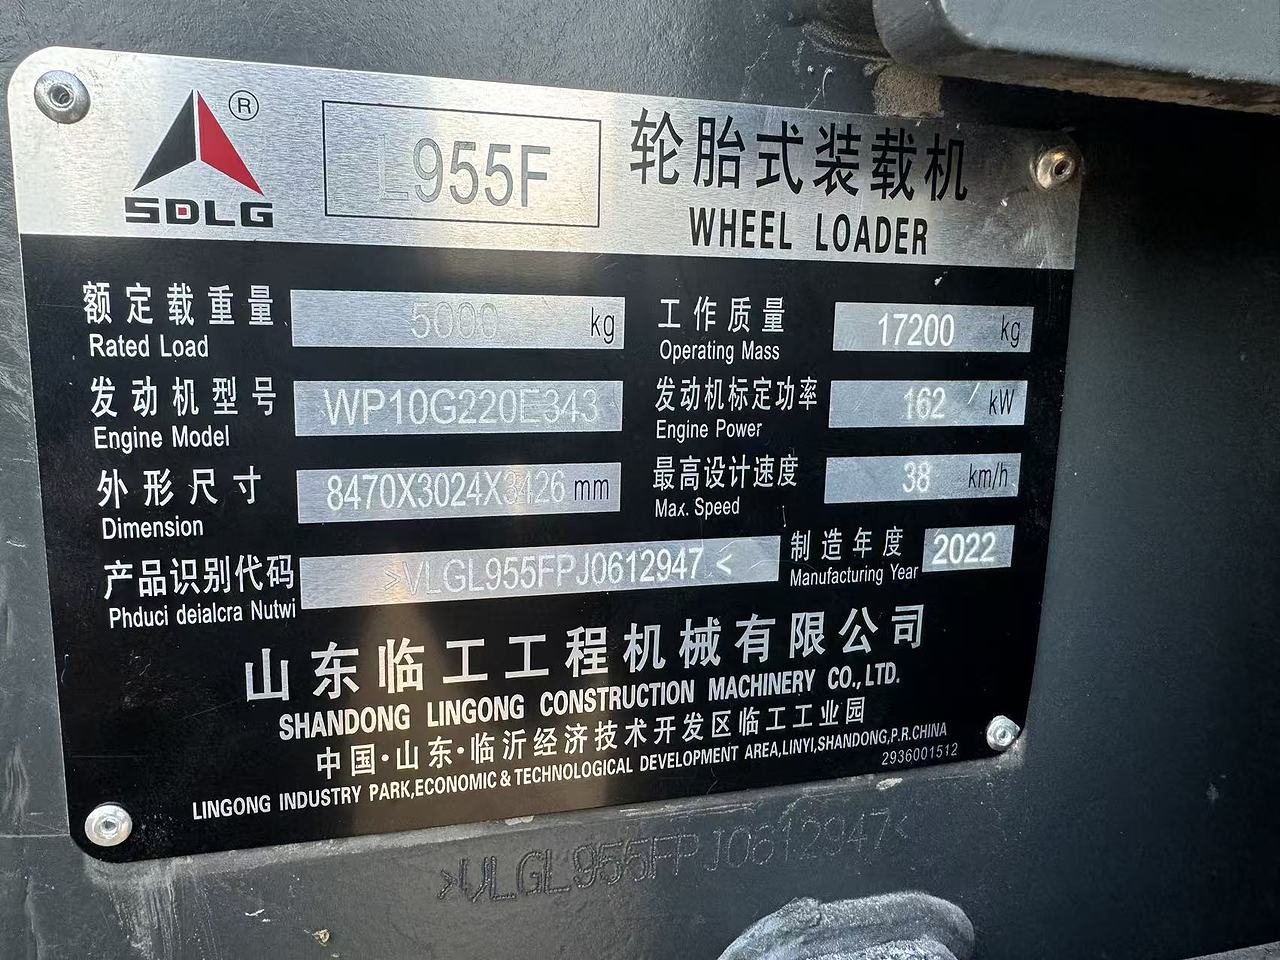 ®
SDLG
L955F
轮胎式装载机
WHEEL LOADER
额定载重量 5000 kg
Rated Load
工作质量 17200 kg
Operating Mass
发动机型号 WP10G220E343
Engine Model
发动机标定功率 162 kW
Engine Power
外形尺寸 8470X3024X3426 mm
Dimension
最高设计速度 38 km/h
Max. Speed
产品识别代码 >VLGL955FPJ0612947<
Phduci deialcra Nutwi
制造年度 2022
Manufacturing Year
山东临工工程机械有限公司
SHANDONG LINGONG CONSTRUCTION MACHINERY CO.,LTD.
中国·山东·临沂经济技术开发区临工工业园
LINGONG INDUSTRY PARK,ECONOMIC & TECHNOLOGICAL DEVELOPMENT AREA,LINYI,SHANDONG,P.R.CHINA
2936001512
>VLGL955FPJ0612947<